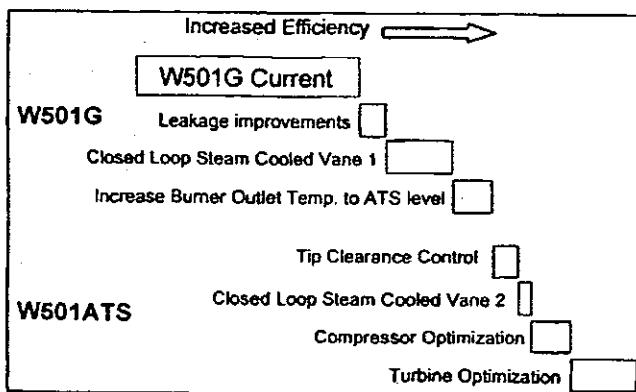 Increased Efficiency
W501G Current
W501G
Leakage improvements
Closed Loop Steam Cooled Vane 1
Increase Burner Outlet Temp. to ATS level
Tip Clearance Control
W501ATS
Closed Loop Steam Cooled Vane 2
Compressor Optimization
Turbine Optimization